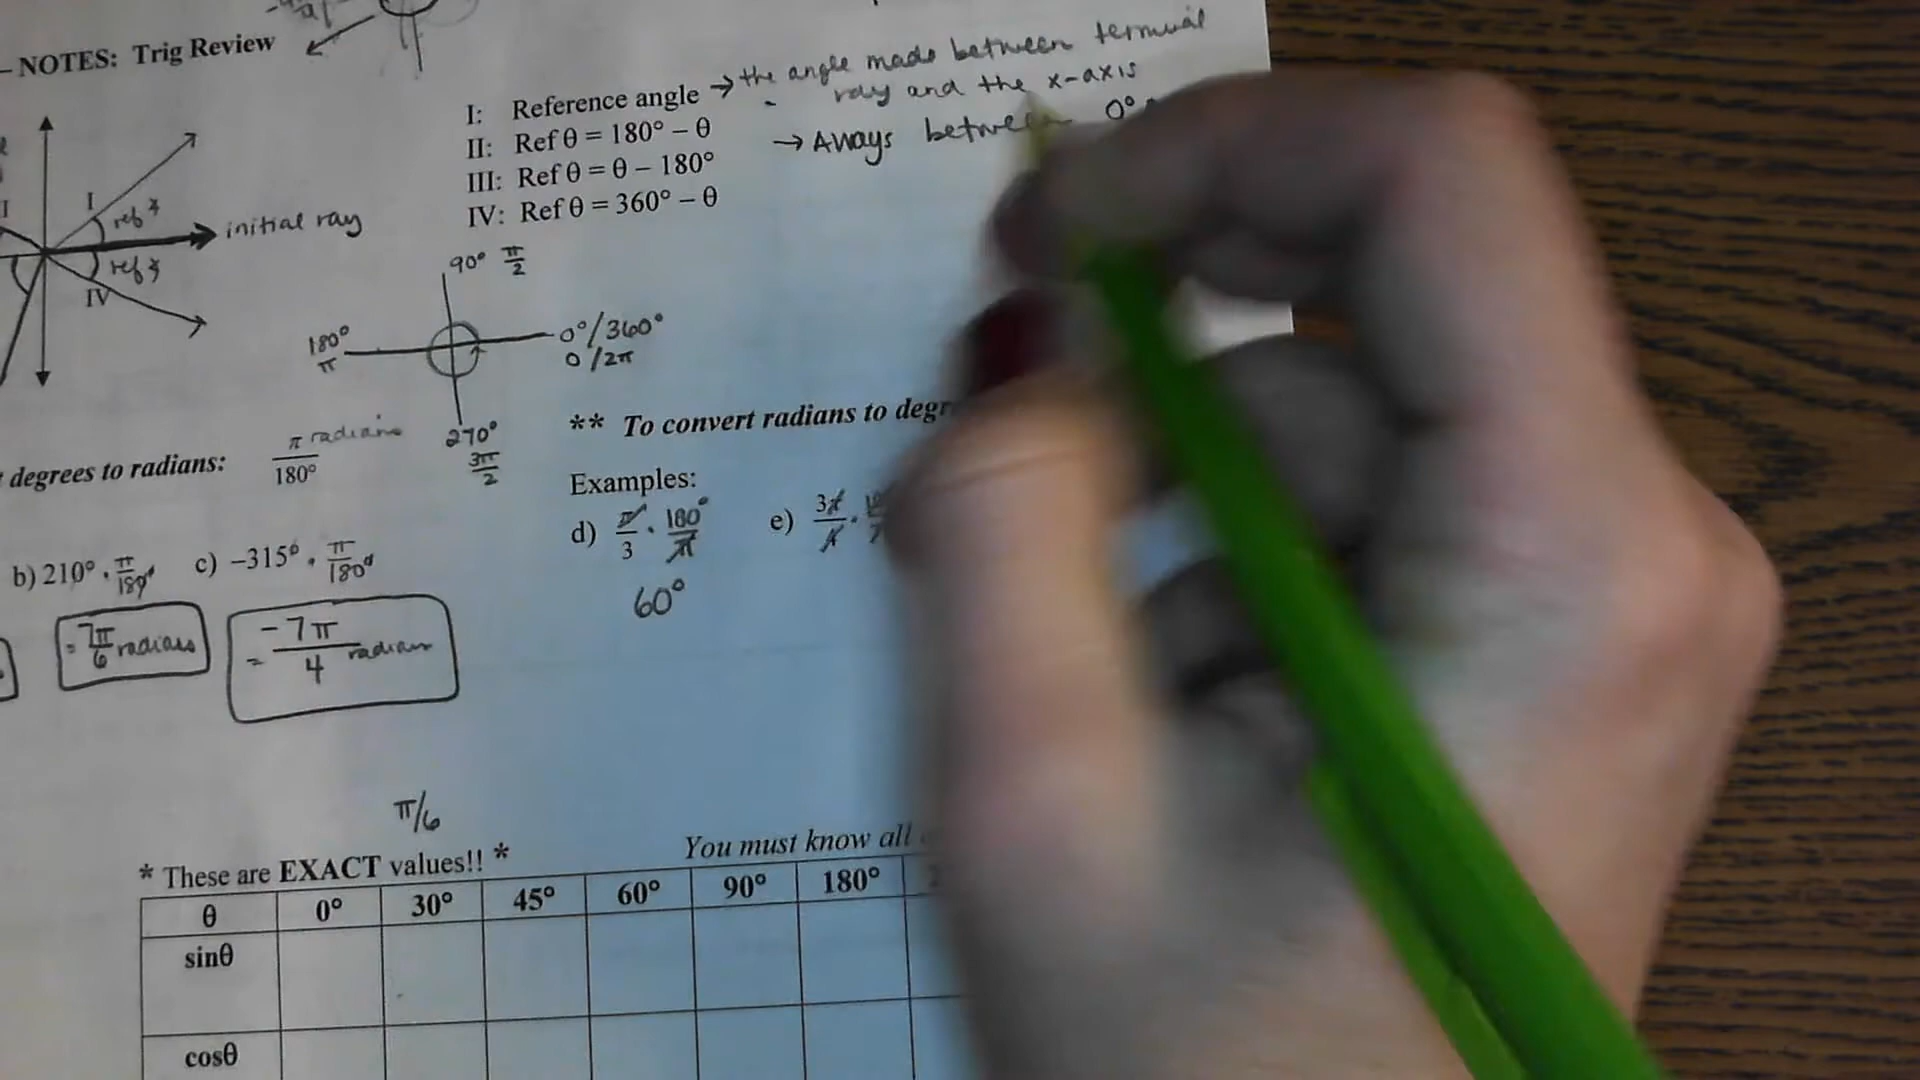 – NOTES: Trig Review
I: Reference angle → the angle made between terminual
ray and the x-axis
II: Ref θ = 180° – θ
→ Aways between 0°
III: Ref θ = θ – 180°
IV: Ref θ = 360° – θ
I
ref ∡
initial ray
ref ∡
IV
90° π/2
180°
π
0°/360°
0/2π
270°
3π/2
degrees to radians: π radians/180°
** To convert radians to degr
Examples:
b) 210° · π/180°
c) –315° · π/180°
d) π/3 · 180°/π
e) 3π/
= 7π/6 radians
= -7π/4 radian
60°
π/6
* These are EXACT values!! *
You must know all
θ 0° 30° 45° 60° 90° 180°
sinθ
cosθ